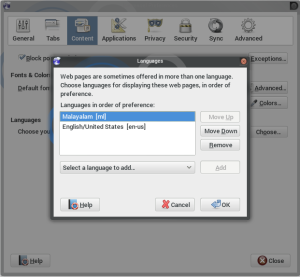 General Tabs Content Applications Privacy Security Sync Advanced
Block po
Exceptions...
Languages
Fonts & Color
Web pages are sometimes offered in more than one language.
Choose languages for displaying these web pages, in order of
preference.
Default fon
Advanced...
Languages in order of preference:
Colors...
Malayalam [ml]
Move Up
Languages
English/United States [en-us]
Move Down
Choose you
Choose...
Remove
Select a language to add...
Add
Help
Cancel
OK
Help
Close